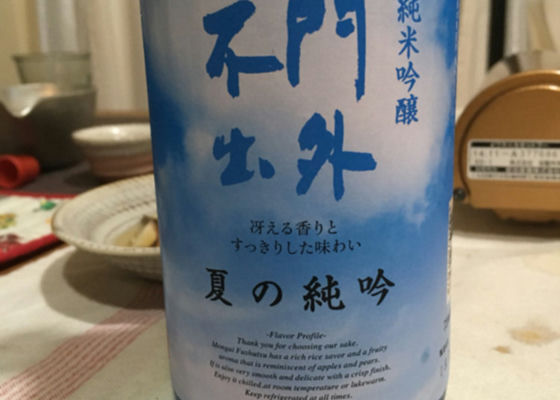 純米吟醸
門外
不出
冴える香りと
すっきりした味わい
夏の純吟
-Flavor Profile-
Thank you for choosing our sake.
Mongai Fushutsu has a rich rice savor and a fruity
aroma that is reminiscent of apples and pears.
It is also very smooth and delicate with a crisp finish.
Enjoy it chilled at room temperature or lukewarm.
Keep refrigerated at all times.